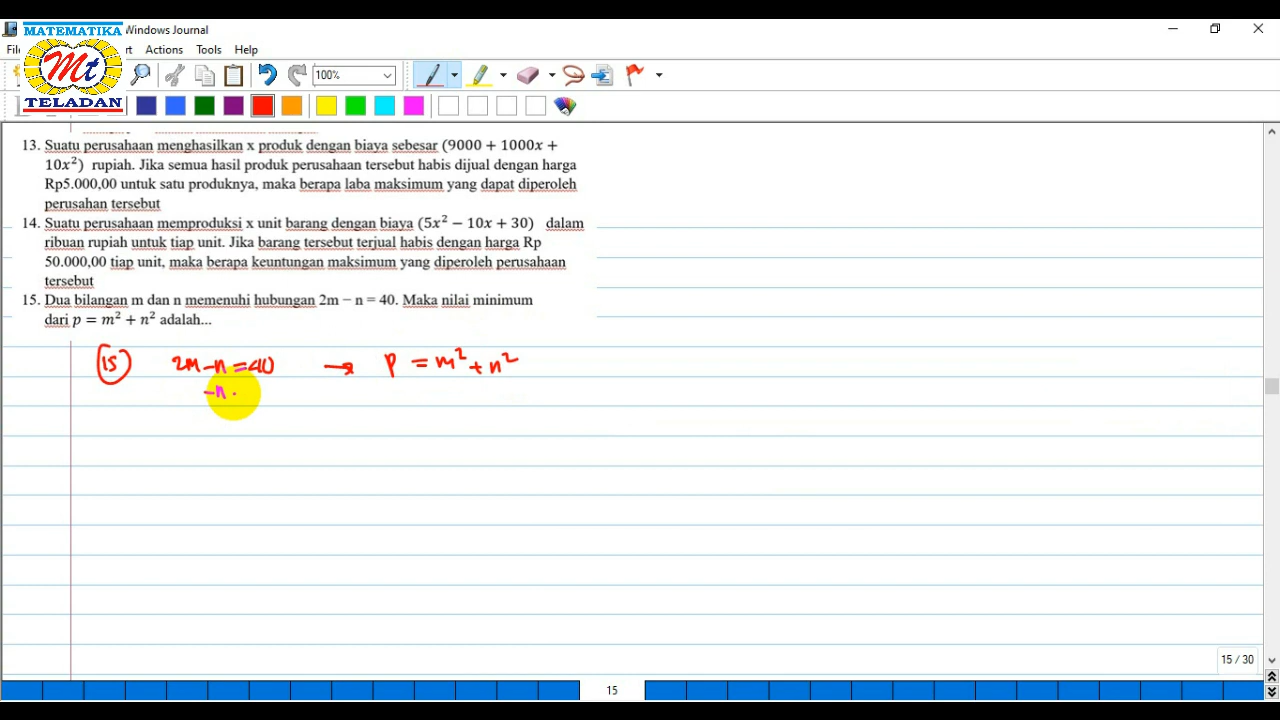 MATEMATIKA
Mt
TELADAN
Windows Journal
Actions Tools Help
100%
13. Suatu perusahaan menghasilkan x produk dengan biaya sebesar (9000 + 1000x +
10x²) rupiah. Jika semua hasil produk perusahaan tersebut habis dijual dengan harga
Rp5.000,00 untuk satu produknya, maka berapa laba maksimum yang dapat diperoleh
perusahan tersebut
14. Suatu perusahaan memproduksi x unit barang dengan biaya (5x² − 10x + 30) dalam
ribuan rupiah untuk tiap unit. Jika barang tersebut terjual habis dengan harga Rp
50.000,00 tiap unit, maka berapa keuntungan maksimum yang diperoleh perusahaan
tersebut
15. Dua bilangan m dan n memenuhi hubungan 2m − n = 40. Maka nilai minimum
dari p = m² + n² adalah...
15 2m - n = 40 → P = m² + n²
-n
15 / 30
15